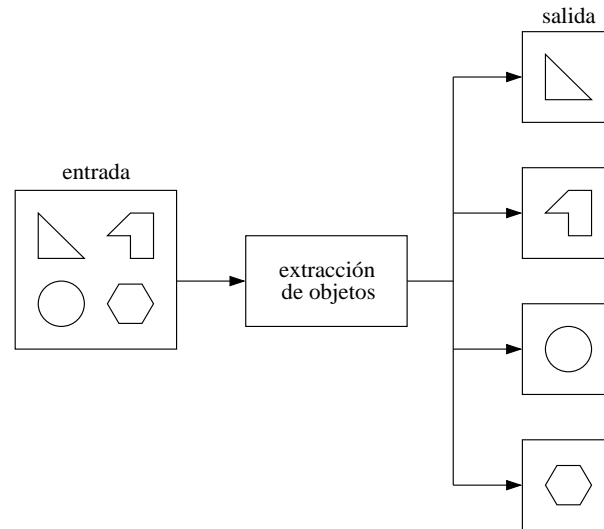 salida
entrada
extracción
de objetos